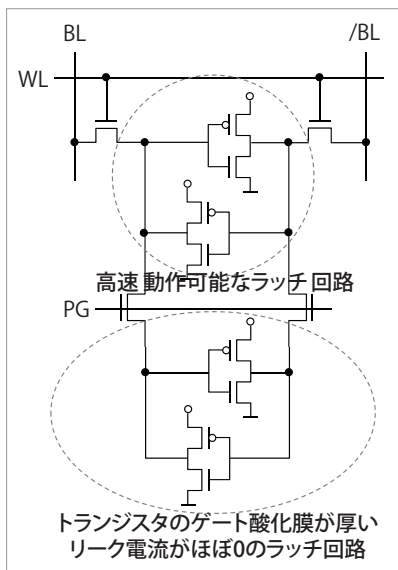 BL /BL
WL
高速動作可能なラッチ回路
PG
トランジスタのゲート酸化膜が厚い
リーク電流がほぼ0のラッチ回路